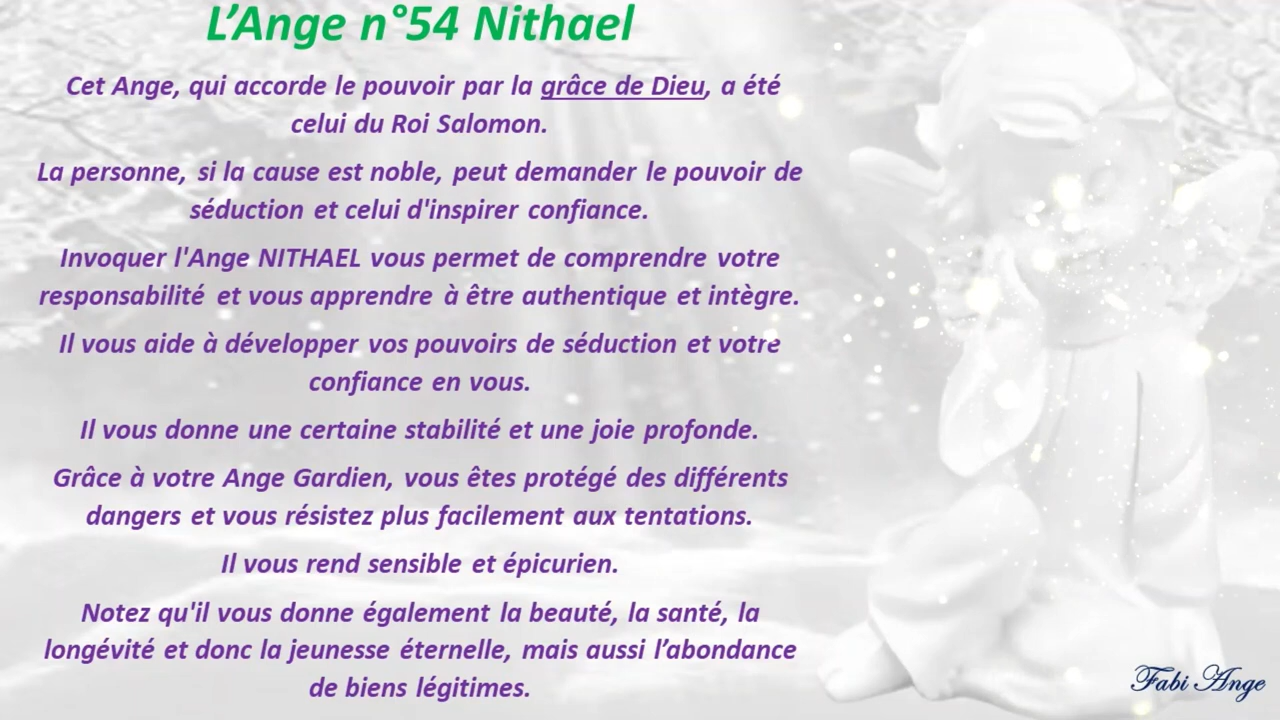 L’Ange n°54 Nithael
Cet Ange, qui accorde le pouvoir par la grâce de Dieu, a été
celui du Roi Salomon.
La personne, si la cause est noble, peut demander le pouvoir de
séduction et celui d'inspirer confiance.
Invoquer l'Ange NITHAEL vous permet de comprendre votre
responsabilité et vous apprendre à être authentique et intègre.
Il vous aide à développer vos pouvoirs de séduction et votre
confiance en vous.
Il vous donne une certaine stabilité et une joie profonde.
Grâce à votre Ange Gardien, vous êtes protégé des différents
dangers et vous résistez plus facilement aux tentations.
Il vous rend sensible et épicurien.
Notez qu'il vous donne également la beauté, la santé, la
longévité et donc la jeunesse éternelle, mais aussi l’abondance
de biens légitimes.
Fabi Ange